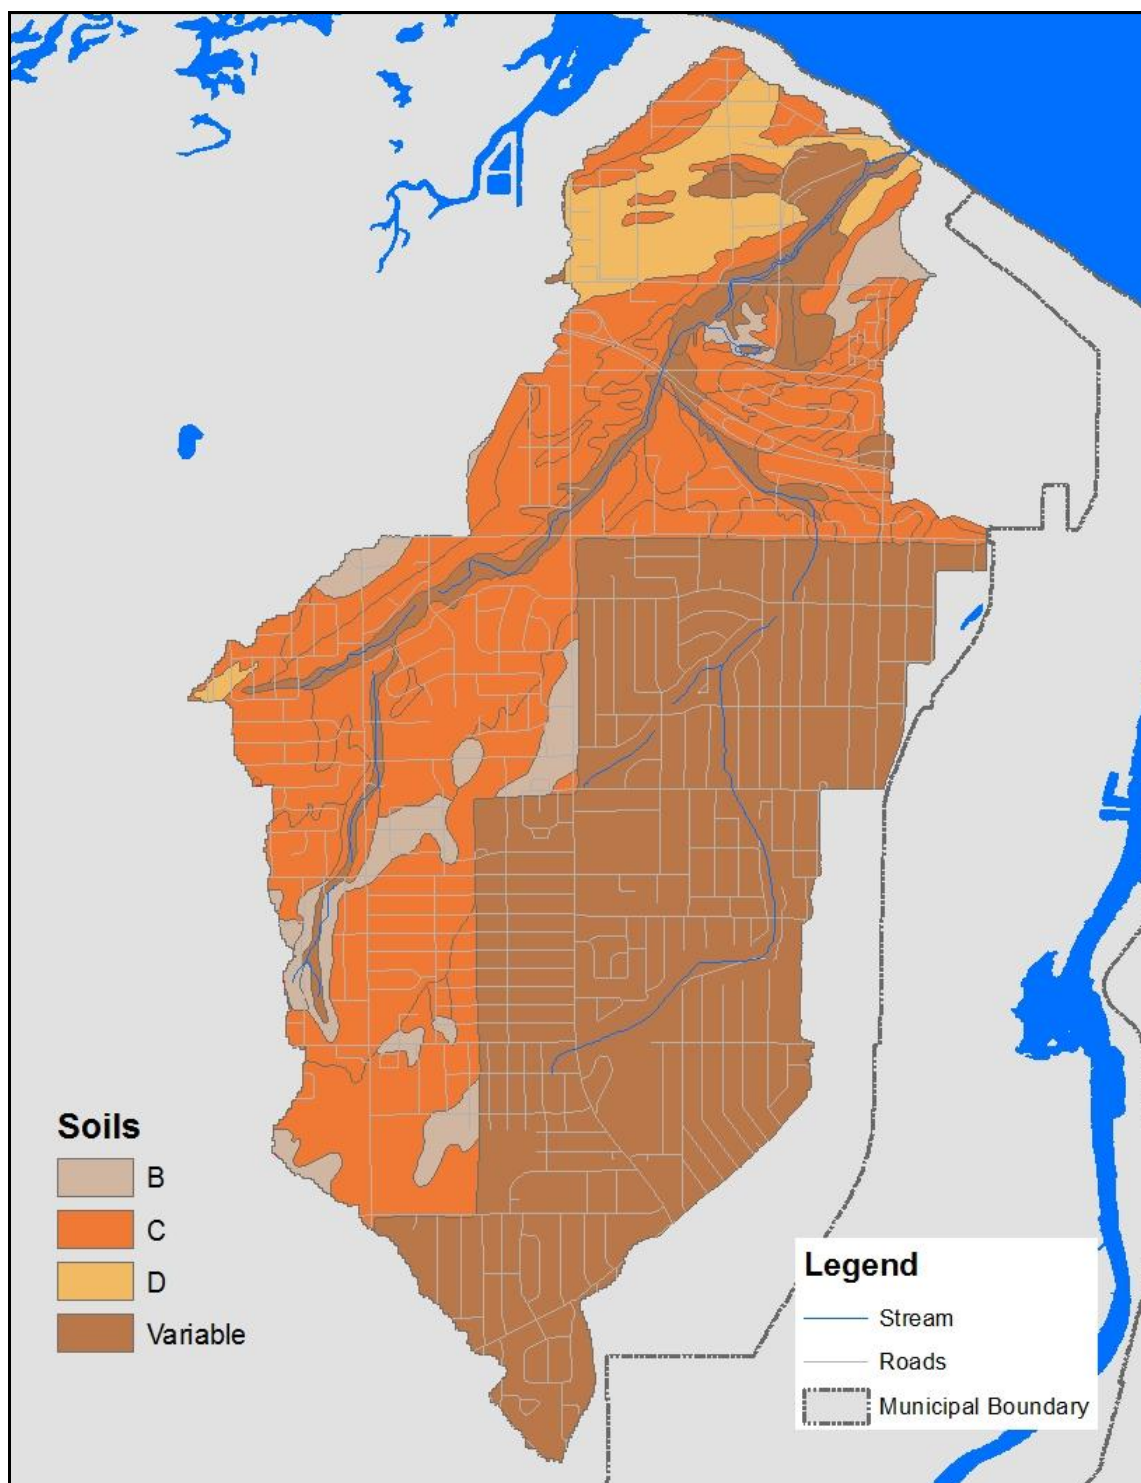 Soils
B
C
D
Variable
Legend
Stream
Roads
Municipal Boundary